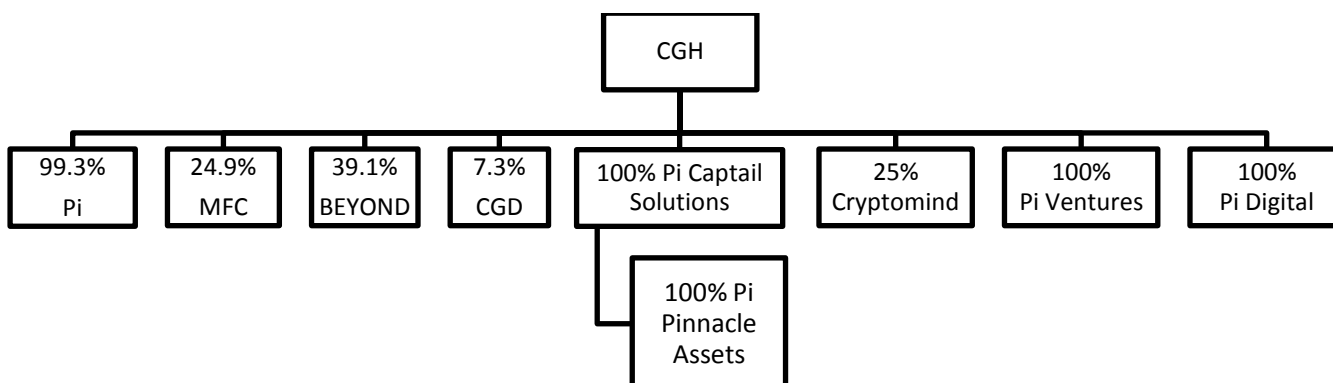 CGH
99.3%
Pi
24.9%
MFC
39.1%
BEYOND
7.3%
CGD
100% Pi Captail
Solutions
25%
Cryptomind
100%
Pi Ventures
100%
Pi Digital
100% Pi
Pinnacle
Assets